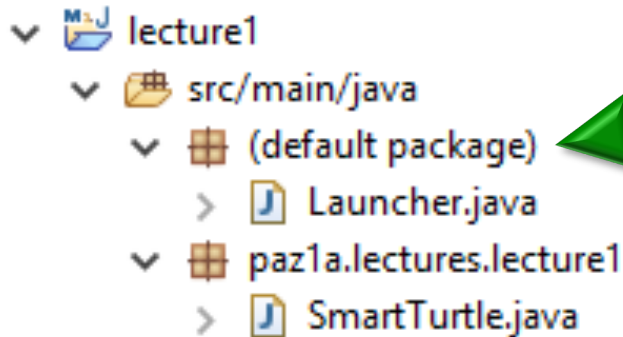 lecture1
src/main/java
(default package)
Launcher.java
paz1a.lectures.lecture1
SmartTurtle.java